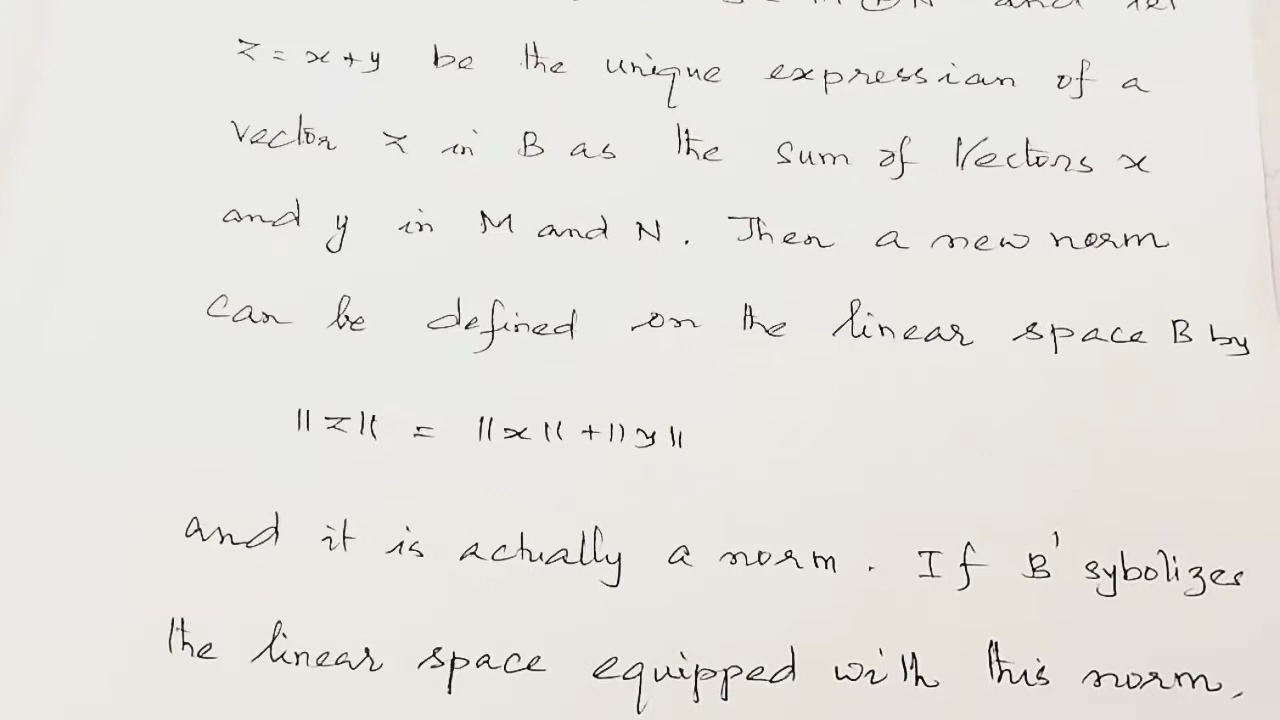 N and
z = x + y be the unique expression of a
vector z in B as the sum of Vectors x
and y in M and N. Then a new norm
can be defined on the linear space B by
||z|| = ||x|| + ||y||
and it is actually a norm. If B' sybolizes
the linear space equipped with this norm,